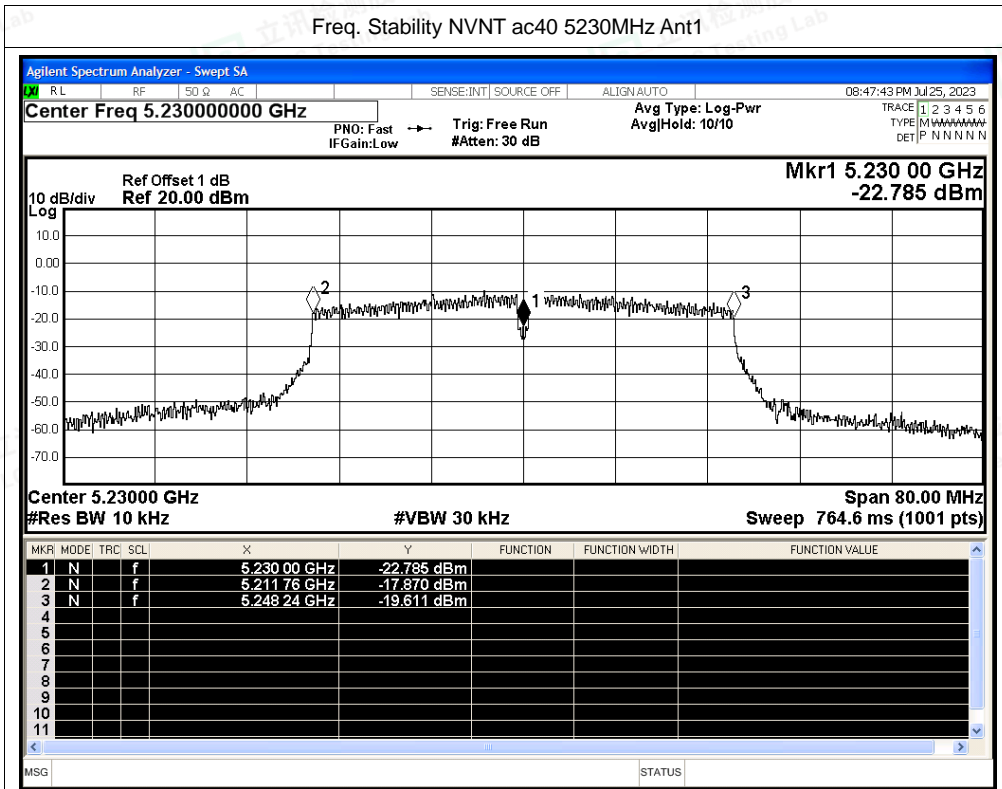 Freq. Stability NVNT ac40 5230MHz Ant1
Agilent Spectrum Analyzer - Swept SA
LXI RL RF 50 Ω AC SENSE:INT SOURCE OFF ALIGN AUTO 08:47:43 PM Jul 25, 2023
Center Freq 5.230000000 GHz
PNO: Fast
IFGain:Low
Trig: Free Run
#Atten: 30 dB
Avg Type: Log-Pwr
Avg|Hold: 10/10
TRACE 1 2 3 4 5 6
TYPE M
DET P N N N N N
Mkr1 5.230 00 GHz
-22.785 dBm
10 dB/div
Log
Ref Offset 1 dB
Ref 20.00 dBm
10.0
0.00
-10.0
-20.0
-30.0
-40.0
-50.0
-60.0
-70.0
2
1
3
Center 5.23000 GHz Span 80.00 MHz
#Res BW 10 kHz #VBW 30 kHz Sweep 764.6 ms (1001 pts)
MKR MODE TRC SCL X Y FUNCTION FUNCTION WIDTH FUNCTION VALUE
1 N f 5.230 00 GHz -22.785 dBm
2 N f 5.211 76 GHz -17.870 dBm
3 N f 5.248 24 GHz -19.611 dBm
4
5
6
7
8
9
10
11
MSG STATUS